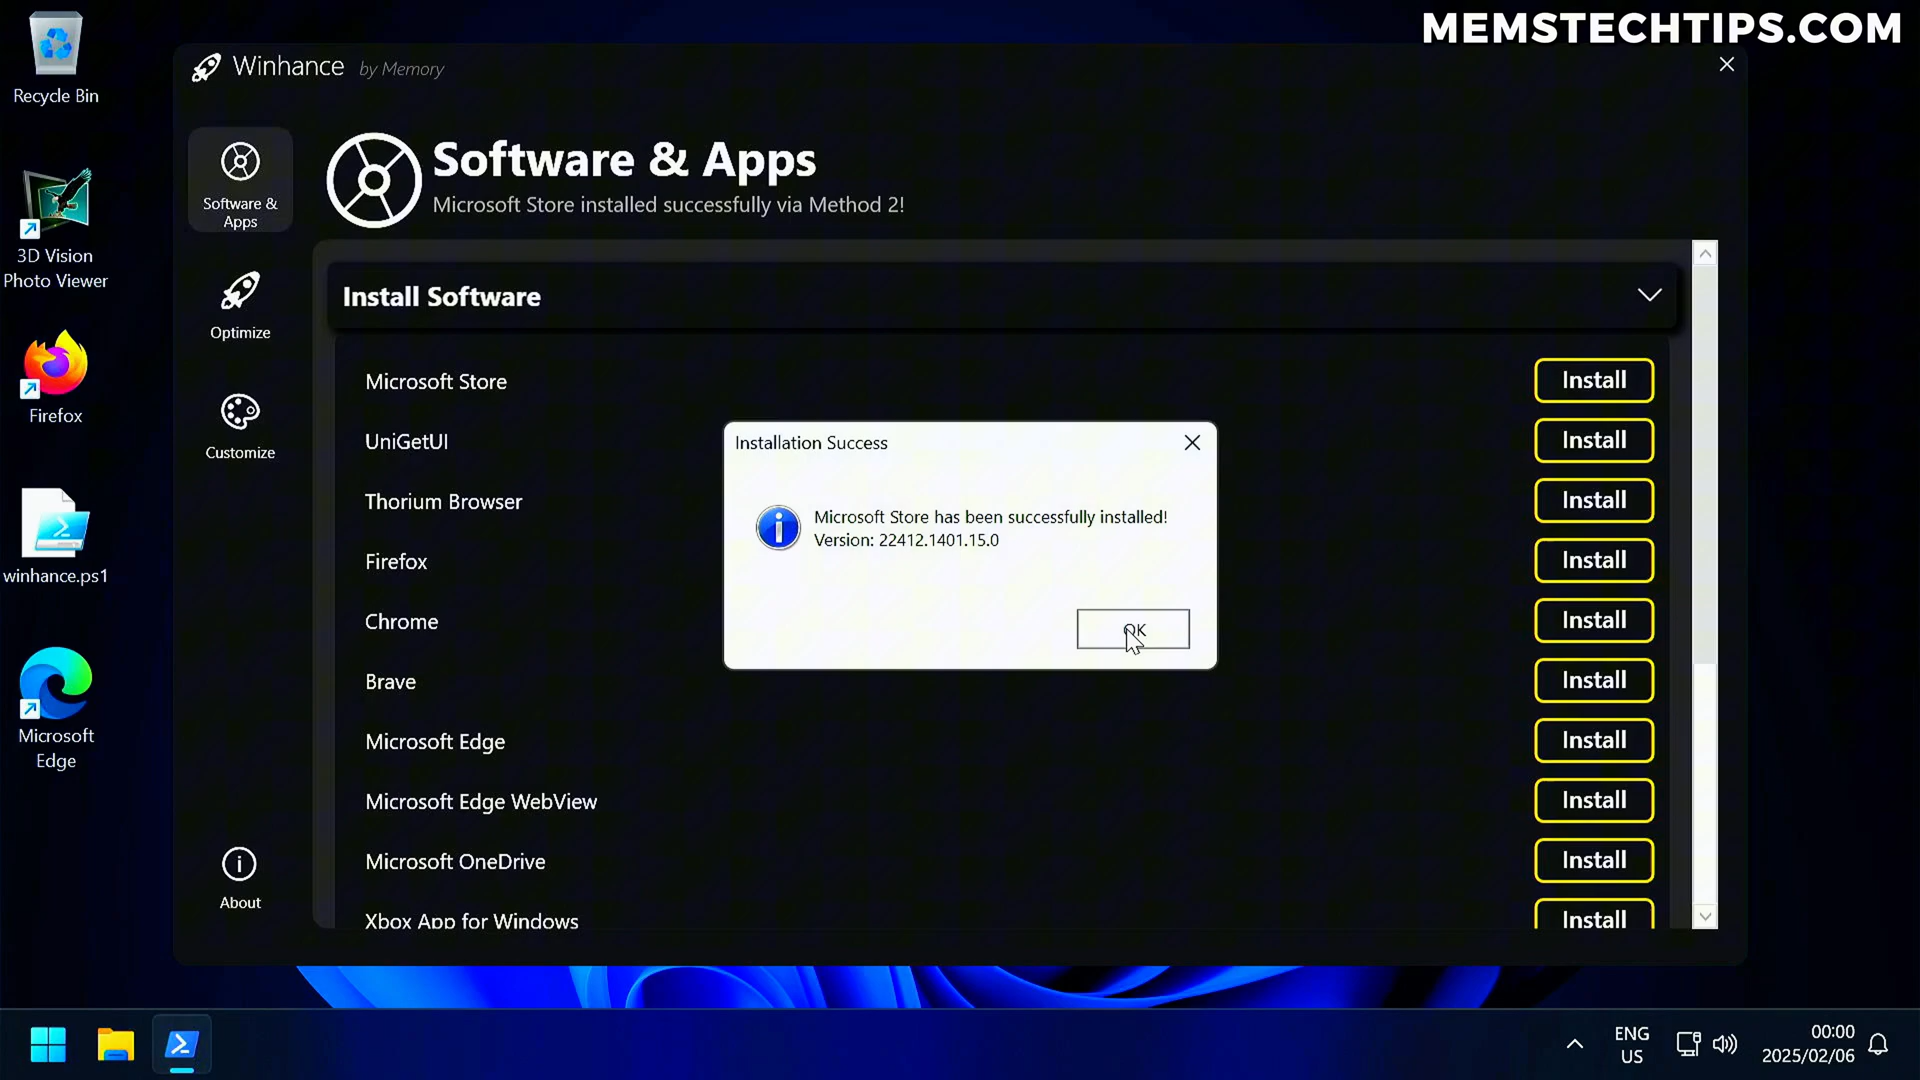 MEMSTECHTIPS.COM
Recycle Bin
3D Vision
Photo Viewer
Firefox
winhance.ps1
Microsoft
Edge
Winhance by Memory
Software &
Apps
Optimize
Customize
About
Software & Apps
Microsoft Store installed successfully via Method 2!
Install Software
Microsoft Store Install
UniGetUI Install
Thorium Browser Install
Firefox Install
Chrome Install
Brave Install
Microsoft Edge Install
Microsoft Edge WebView Install
Microsoft OneDrive Install
Xbox App for Windows Install
Installation Success
Microsoft Store has been successfully installed!
Version: 22412.1401.15.0
OK
ENG
US
00:00
2025/02/06